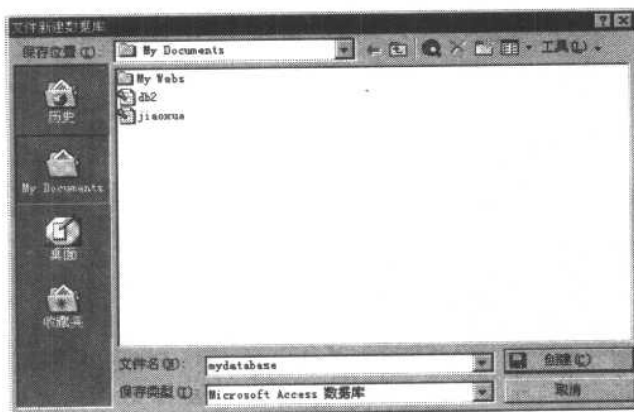 文件新建数据库
保存位置(I): My Documents 工具(L)
My Webs
db2
jiaoxue
历史
My Documents
桌面
收藏夹
文件名(N): mydatabase 创建(C)
保存类型(T): Microsoft Access 数据库 取消